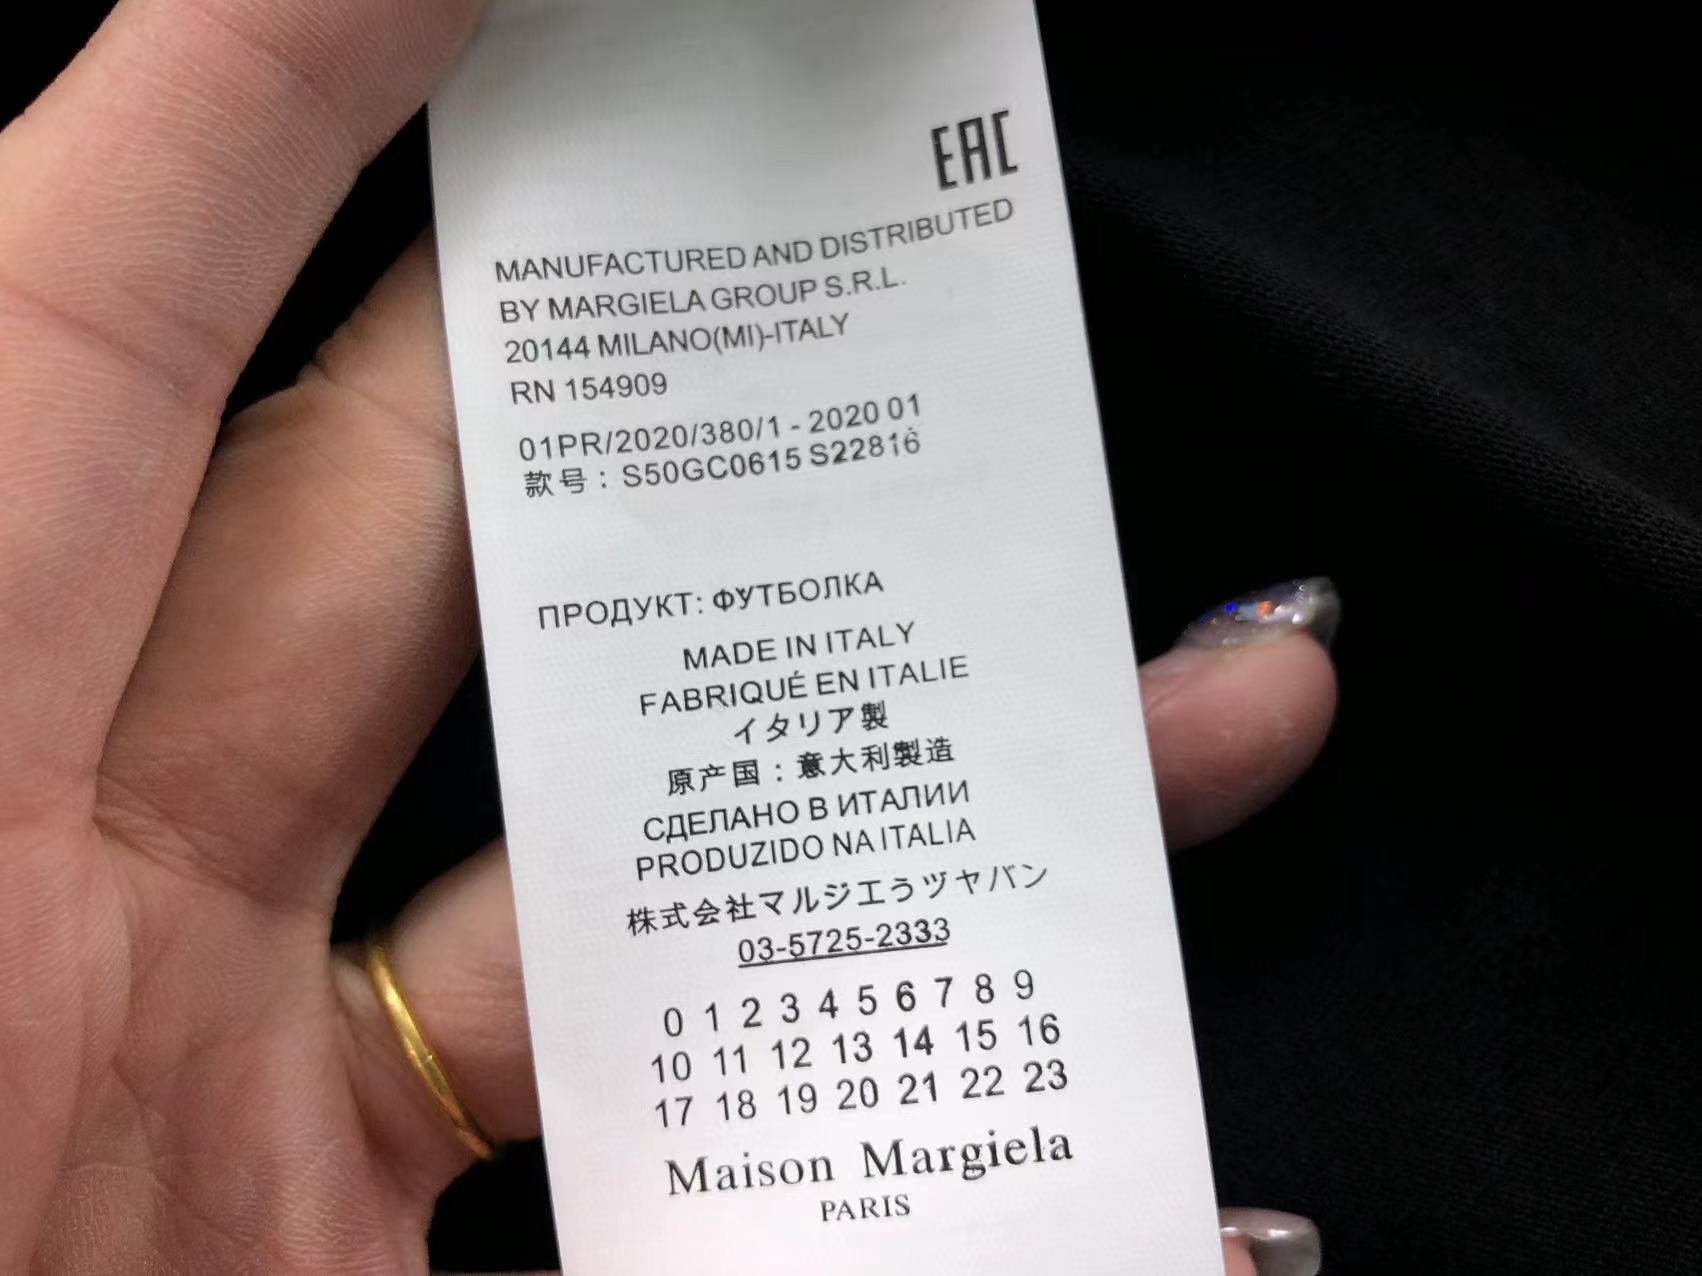 EAC
MANUFACTURED AND DISTRIBUTED
BY MARGIELA GROUP S.R.L.
20144 MILANO(MI)-ITALY
RN 154909
01PR/2020/380/1 - 2020 01
款号：S50GC0615 S22816
ПРОДУКТ: ФУТБОЛКА
MADE IN ITALY
FABRIQUÉ EN ITALIE
イタリア製
原产国：意大利製造
СДЕЛАНО В ИТАЛИИ
PRODUZIDO NA ITALIA
株式会社マルジエうヅヤバン
03-5725-2333
0 1 2 3 4 5 6 7 8 9
10 11 12 13 14 15 16
17 18 19 20 21 22 23
Maison Margiela
PARIS